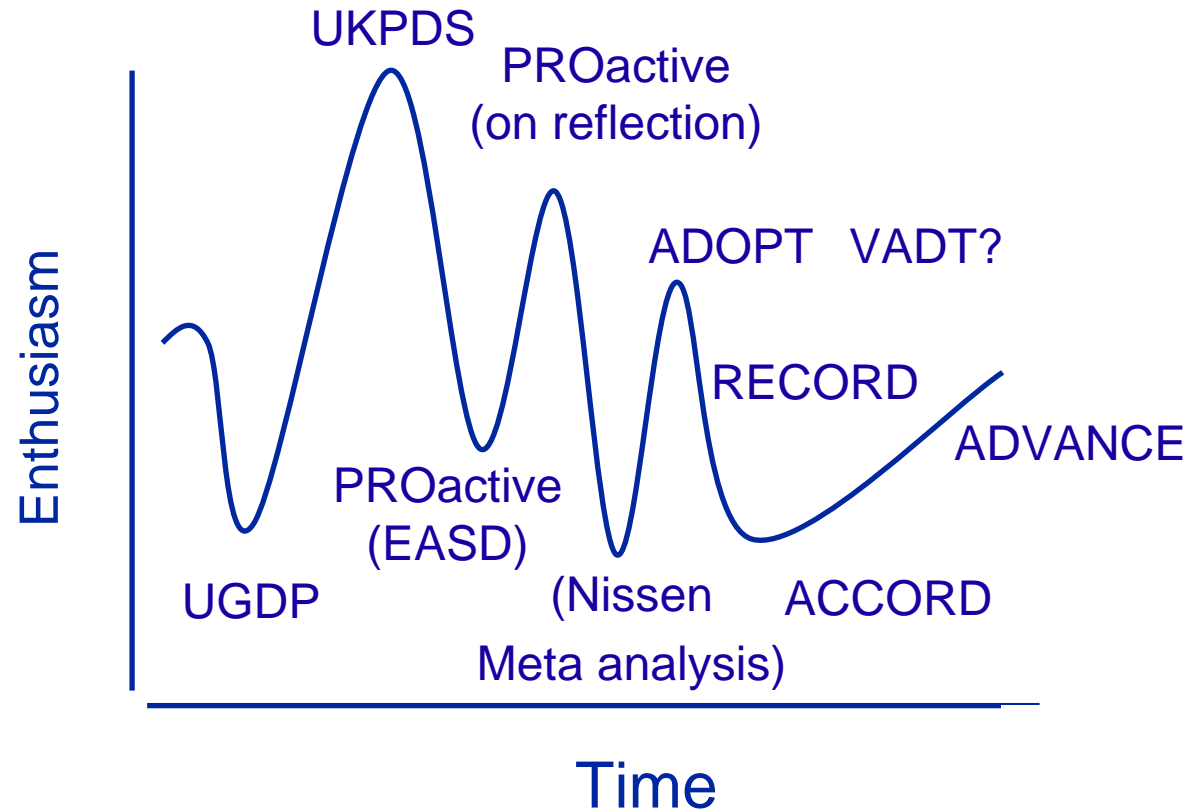 UKPDS
PROactive
(on reflection)
ADOPT VADT?
Enthusiasm
RECORD
ADVANCE
PROactive
(EASD)
UGDP
(Nissen
ACCORD
Meta analysis)
Time